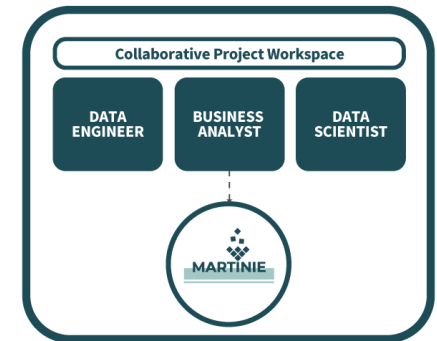 Collaborative Project Workspace
DATA
ENGINEER
BUSINESS
ANALYST
DATA
SCIENTIST
MARTINIE